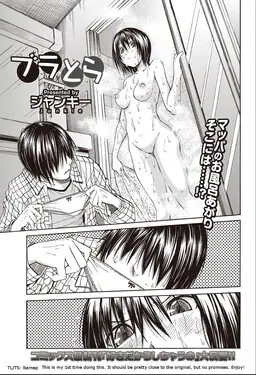 ブラとら
Presented by
ジャンキー
マッパのお風呂あがり
そこには……!?
TL/TS: Nemep This is my 1st time doing this. It should be pretty close to the original, but no promises. Enjoy!